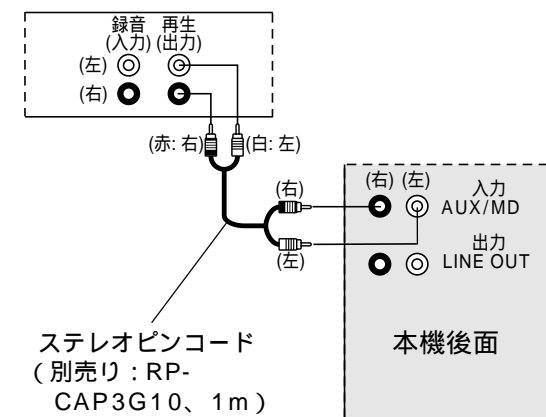 録音 再生
(入力)(出力)
(左)
(右)
(赤: 右) (白: 左)
(右)
(左)
(右) (左)
入力
AUX/MD
出力
LINE OUT
本機後面
ステレオピンコード
(別売り:RP-
CAP3G10、1m)